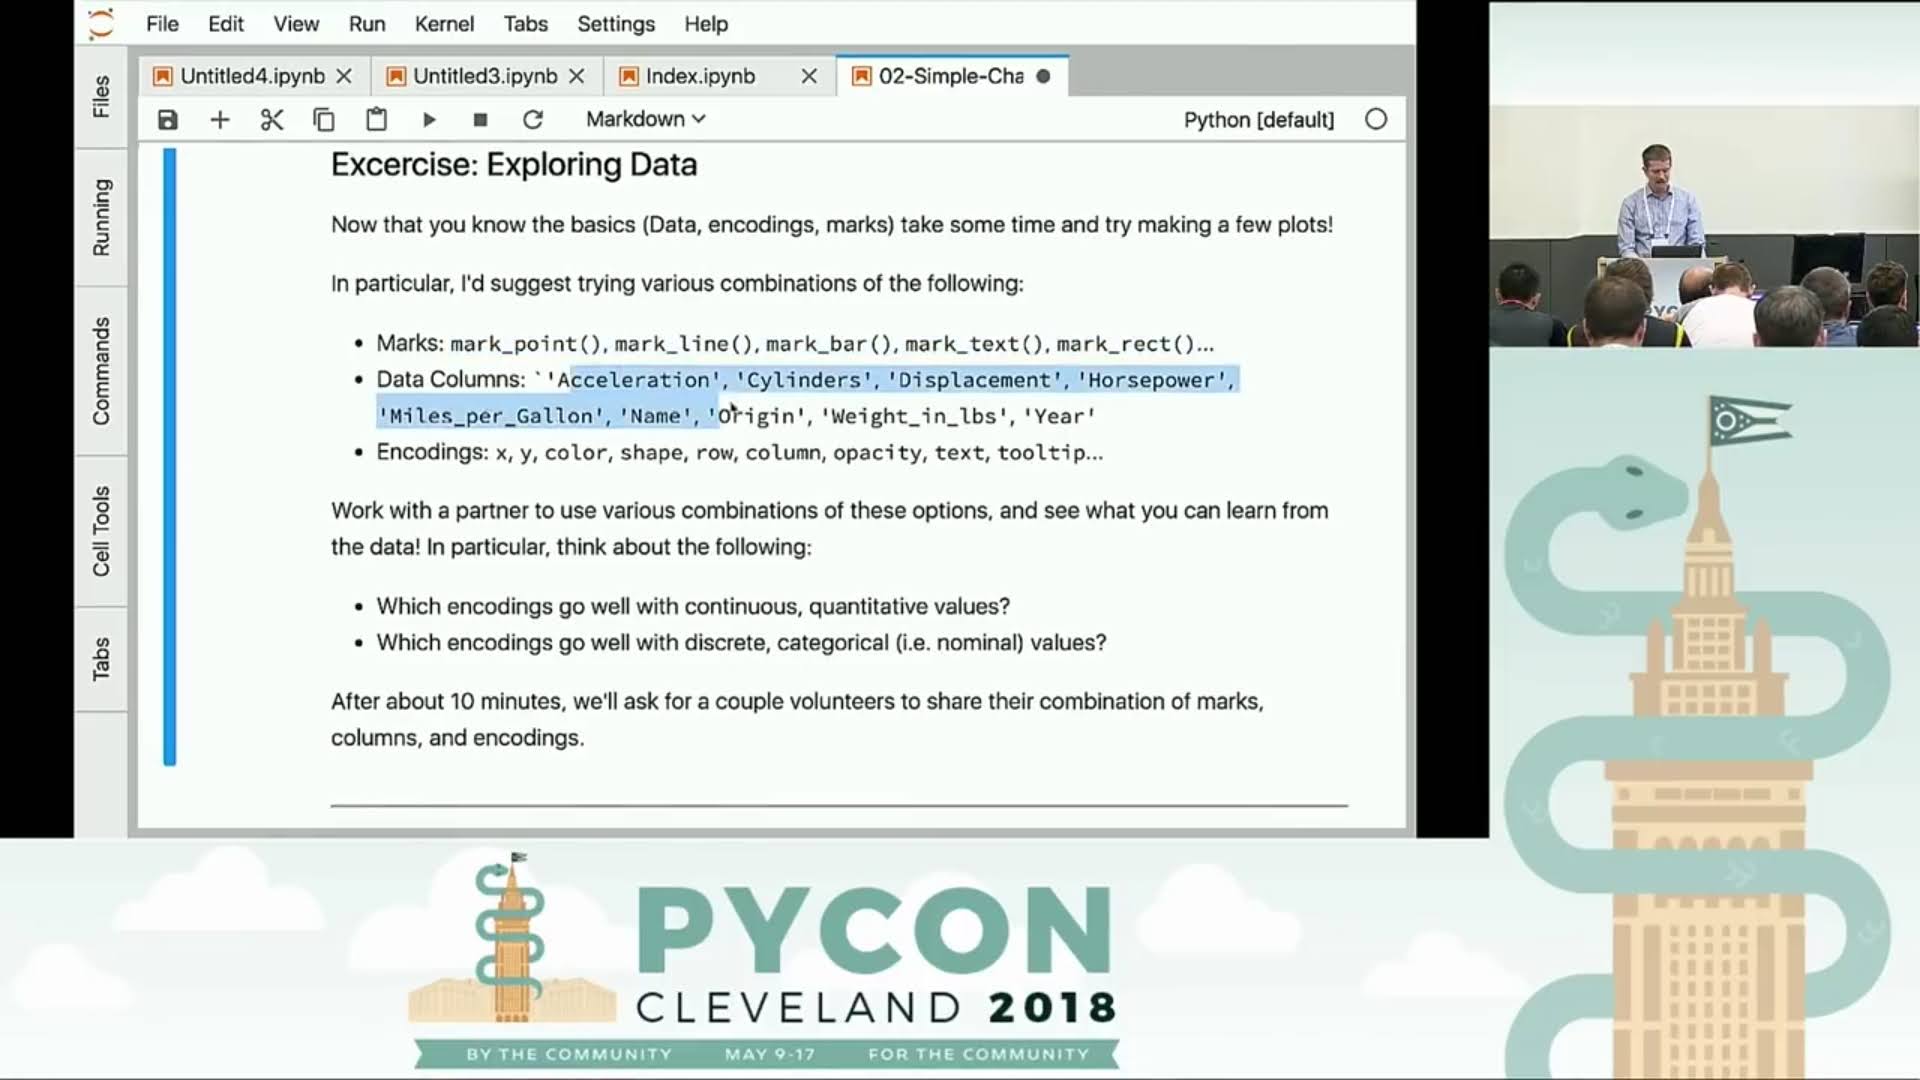 File Edit View Run Kernel Tabs Settings Help
Untitled4.ipynb Untitled3.ipynb Index.ipynb 02-Simple-Cha
Markdown Python [default]
Files
Running
Commands
Cell Tools
Tabs
Excercise: Exploring Data
Now that you know the basics (Data, encodings, marks) take some time and try making a few plots!
In particular, I'd suggest trying various combinations of the following:
• Marks: mark_point(), mark_line(), mark_bar(), mark_text(), mark_rect()...
• Data Columns: `'Acceleration', 'Cylinders', 'Displacement', 'Horsepower',
'Miles_per_Gallon', 'Name', 'Origin', 'Weight_in_lbs', 'Year'
• Encodings: x, y, color, shape, row, column, opacity, text, tooltip...
Work with a partner to use various combinations of these options, and see what you can learn from
the data! In particular, think about the following:
• Which encodings go well with continuous, quantitative values?
• Which encodings go well with discrete, categorical (i.e. nominal) values?
After about 10 minutes, we'll ask for a couple volunteers to share their combination of marks,
columns, and encodings.
PYCON
CLEVELAND 2018
BY THE COMMUNITY MAY 9-17 FOR THE COMMUNITY